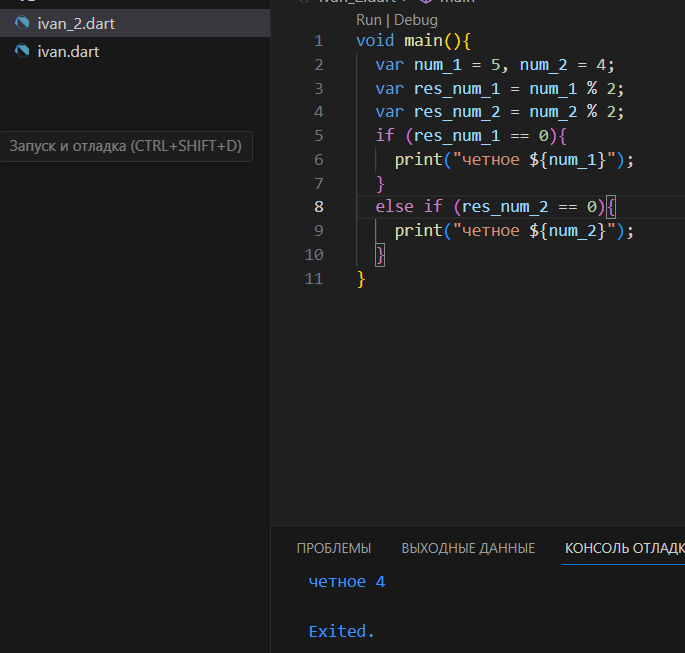 ivan_2.dart
ivan.dart
Запуск и отладка (CTRL+SHIFT+D)
main
Run | Debug
1 void main(){
2 var num_1 = 5, num_2 = 4;
3 var res_num_1 = num_1 % 2;
4 var res_num_2 = num_2 % 2;
5 if (res_num_1 == 0){
6 print("четное ${num_1}");
7 }
8 else if (res_num_2 == 0){
9 print("четное ${num_2}");
10 }
11 }
ПРОБЛЕМЫ ВЫХОДНЫЕ ДАННЫЕ КОНСОЛЬ ОТЛАДК
четное 4
Exited.